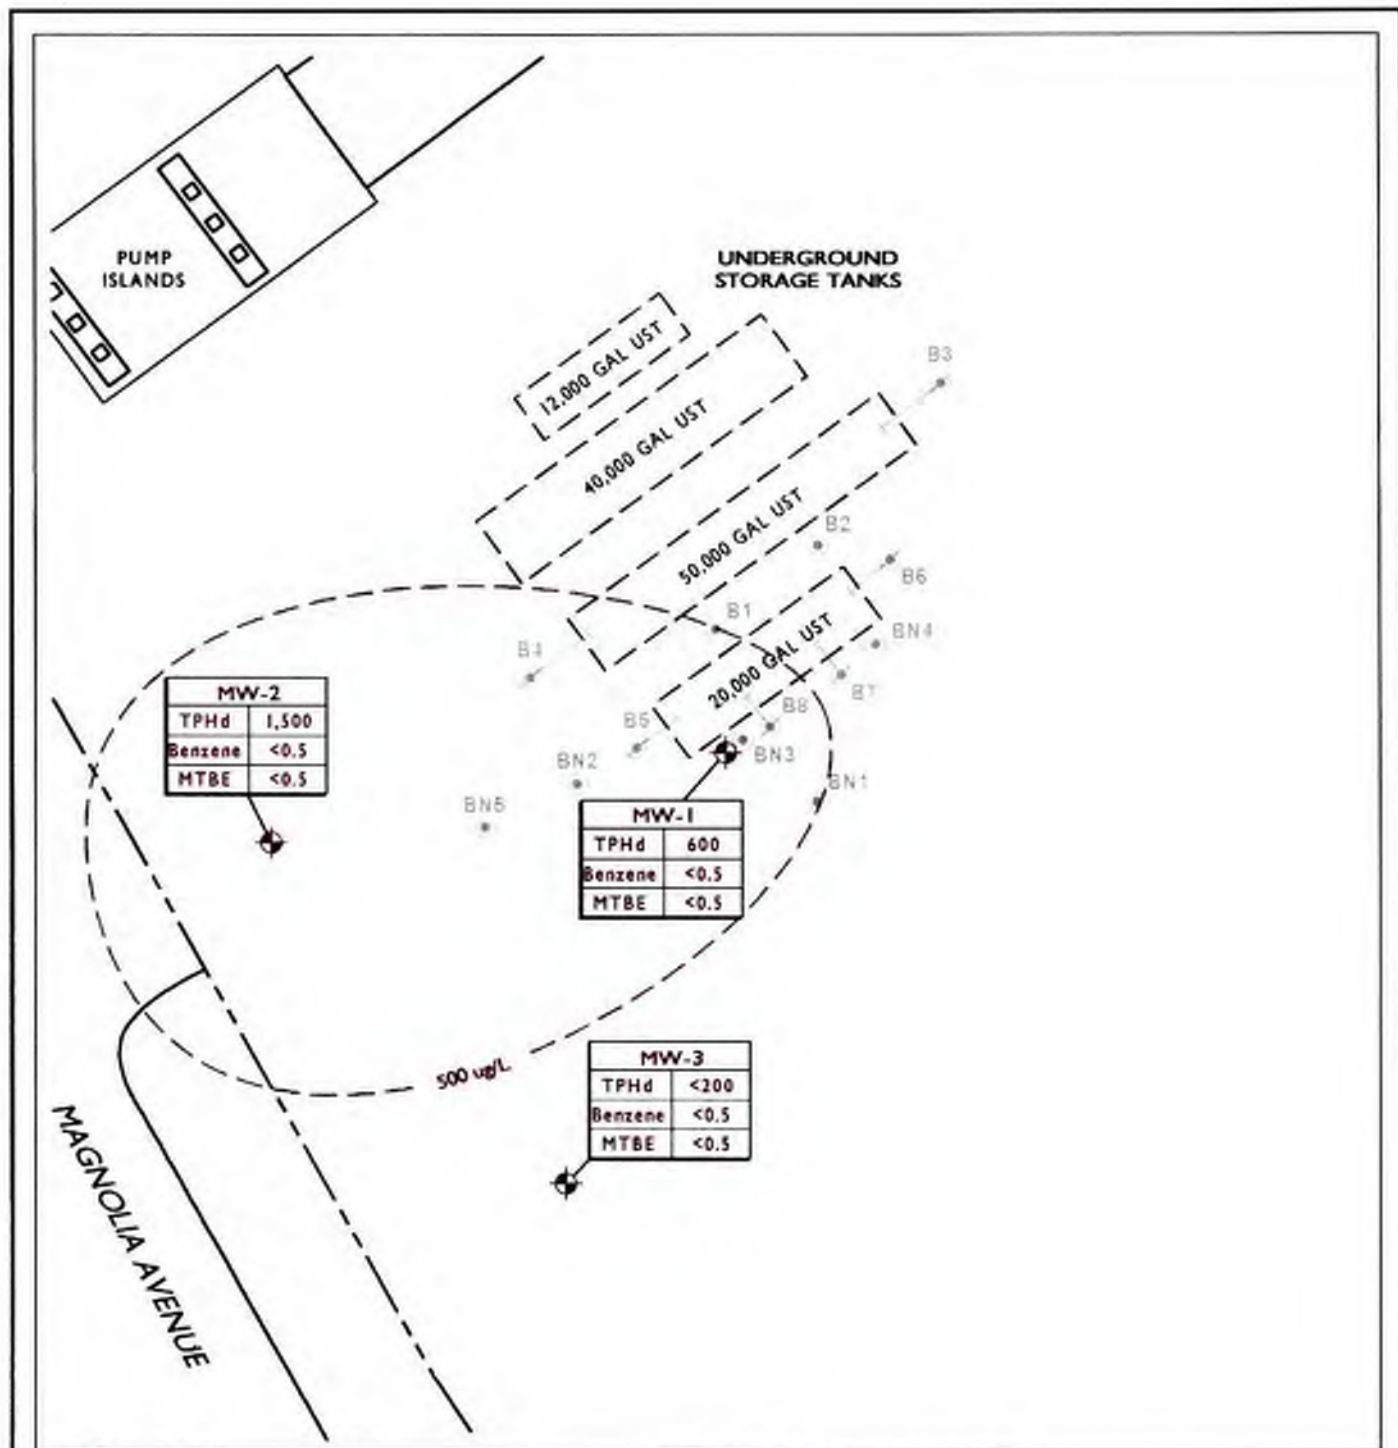 PUMP
ISLANDS
UNDERGROUND
STORAGE TANKS
12,000 GAL UST
40,000 GAL UST
50,000 GAL UST
20,000 GAL UST
B3
B2
B6
B1
BN4
B4
B7
B8
B5
BN3
BN2
BN1
BN5
MW-2
TPHd 1,500
Benzene <0.5
MTBE <0.5
MW-1
TPHd 600
Benzene <0.5
MTBE <0.5
500 ug/L
MW-3
TPHd <200
Benzene <0.5
MTBE <0.5
MAGNOLIA AVENUE